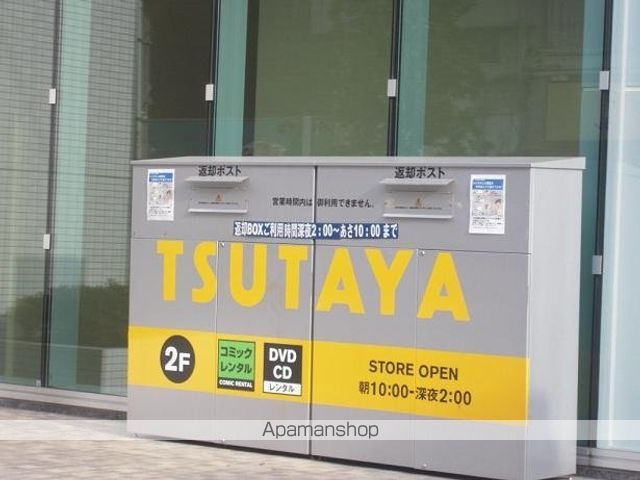 返却ポスト
返却ポスト
営業時間内は 御利用できません。
返却BOXご利用時間深夜2:00〜あさ10:00まで
TSUTAYA
2F
コミック
レンタル
COMIC RENTAL
DVD
CD
レンタル
STORE OPEN
朝10:00-深夜2:00
Apamanshop